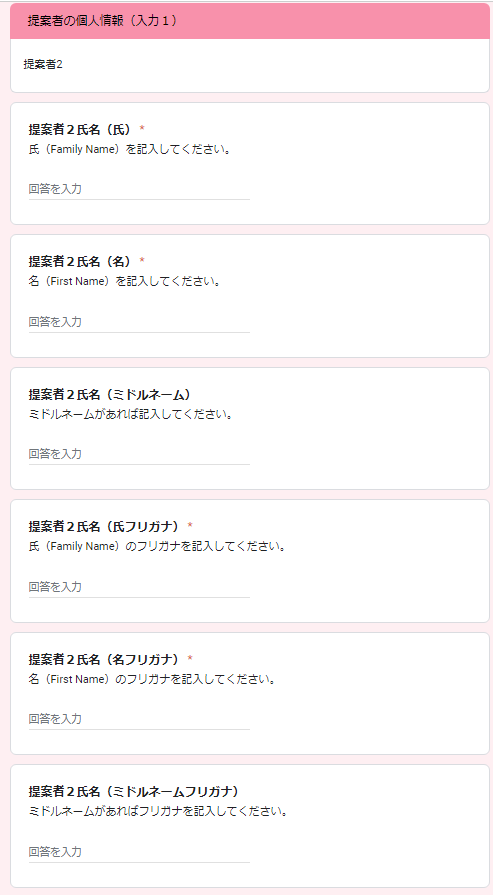 提案者の個人情報（入力１）
提案者2
提案者２氏名（氏） *
氏（Family Name）を記入してください。
回答を入力
提案者２氏名（名） *
名（First Name）を記入してください。
回答を入力
提案者２氏名（ミドルネーム）
ミドルネームがあれば記入してください。
回答を入力
提案者２氏名（氏フリガナ） *
氏（Family Name）のフリガナを記入してください。
回答を入力
提案者２氏名（名フリガナ） *
名（First Name）のフリガナを記入してください。
回答を入力
提案者２氏名（ミドルネームフリガナ）
ミドルネームがあればフリガナを記入してください。
回答を入力